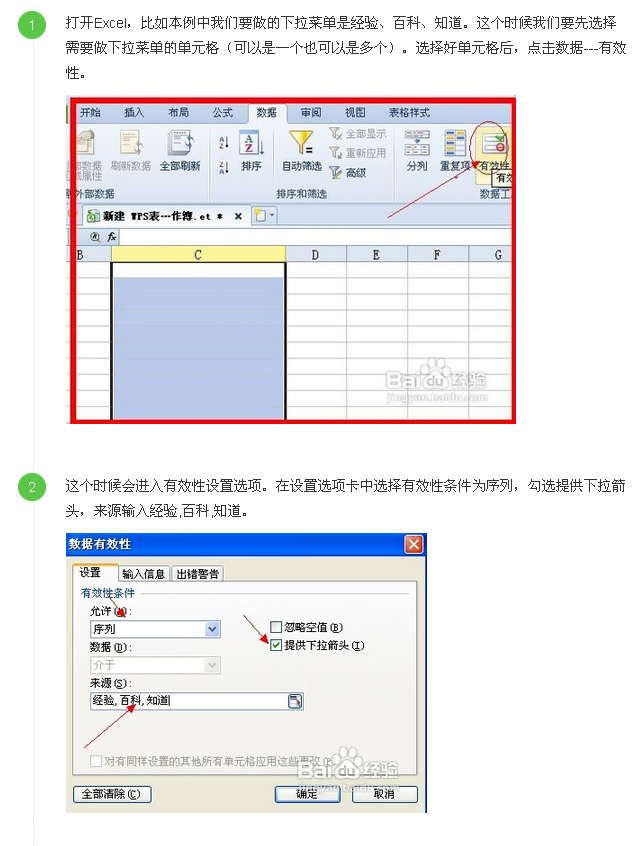 1
打开Excel，比如本例中我们要做的下拉菜单是经验、百科、知道。这个时候我们要先选择
需要做下拉菜单的单元格（可以是一个也可以是多个）。选择好单元格后，点击数据---有效
性。
开始 插入 布局 公式 数据 审阅 视图 表格样式
刷新数据 全部刷新 排序 自动筛选 全部显示 重新应用 高级 分列 重复项 有效性
数据 属性 有效
外部数据 排序和筛选 数据工
新建 WPS表---作簿.et * ×
fx
B C D E F G
Baidu 经验
jingyan.baidu.com
2
这个时候会进入有效性设置选项。在设置选项卡中选择有效性条件为序列，勾选提供下拉箭
头，来源输入经验,百科,知道。
数据有效性
设置 输入信息 出错警告
有效性条件
允许(A):
序列 忽略空值(B)
数据(D): 提供下拉箭头(I)
介于
来源(S):
经验,百科,知道
对有同样设置的其他所有单元格应用这些更改(P)
Baidu 经验
jingyan.baidu.com
全部清除(C) 确定 取消